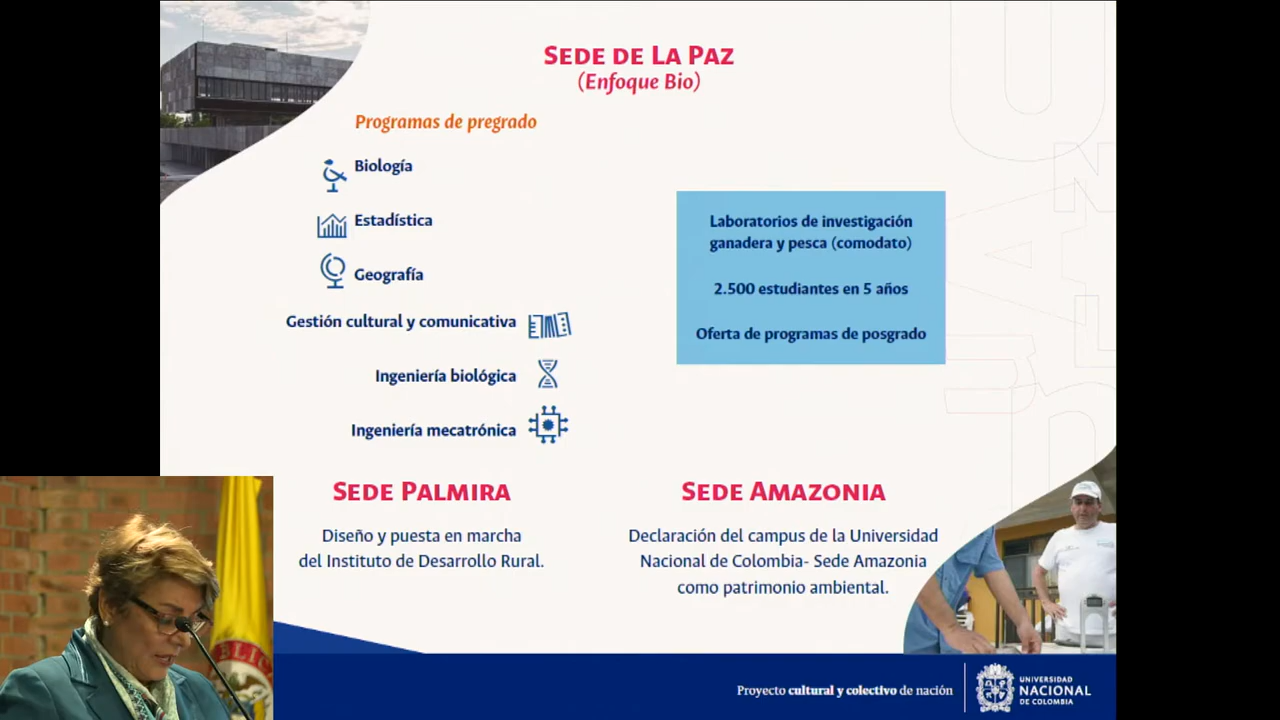 SEDE DE LA PAZ
(Enfoque Bio)
Programas de pregrado
Biología
Estadística
Geografía
Gestión cultural y comunicativa
Ingeniería biológica
Ingeniería mecatrónica
Laboratorios de investigación
ganadera y pesca (comodato)
2.500 estudiantes en 5 años
Oferta de programas de posgrado
SEDE PALMIRA
Diseño y puesta en marcha
del Instituto de Desarrollo Rural.
SEDE AMAZONIA
Declaración del campus de la Universidad
Nacional de Colombia- Sede Amazonia
como patrimonio ambiental.
Proyecto cultural y colectivo de nación
UNIVERSIDAD
NACIONAL
DE COLOMBIA